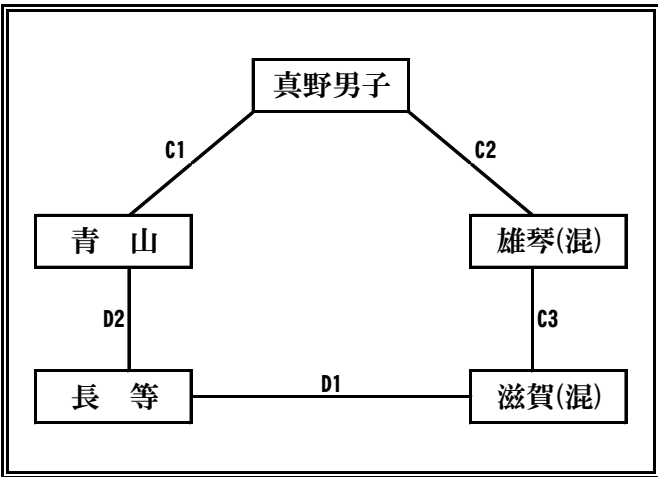 真野男子
C1
C2
青　山
雄琴(混)
D2
C3
長　等
D1
滋賀(混)